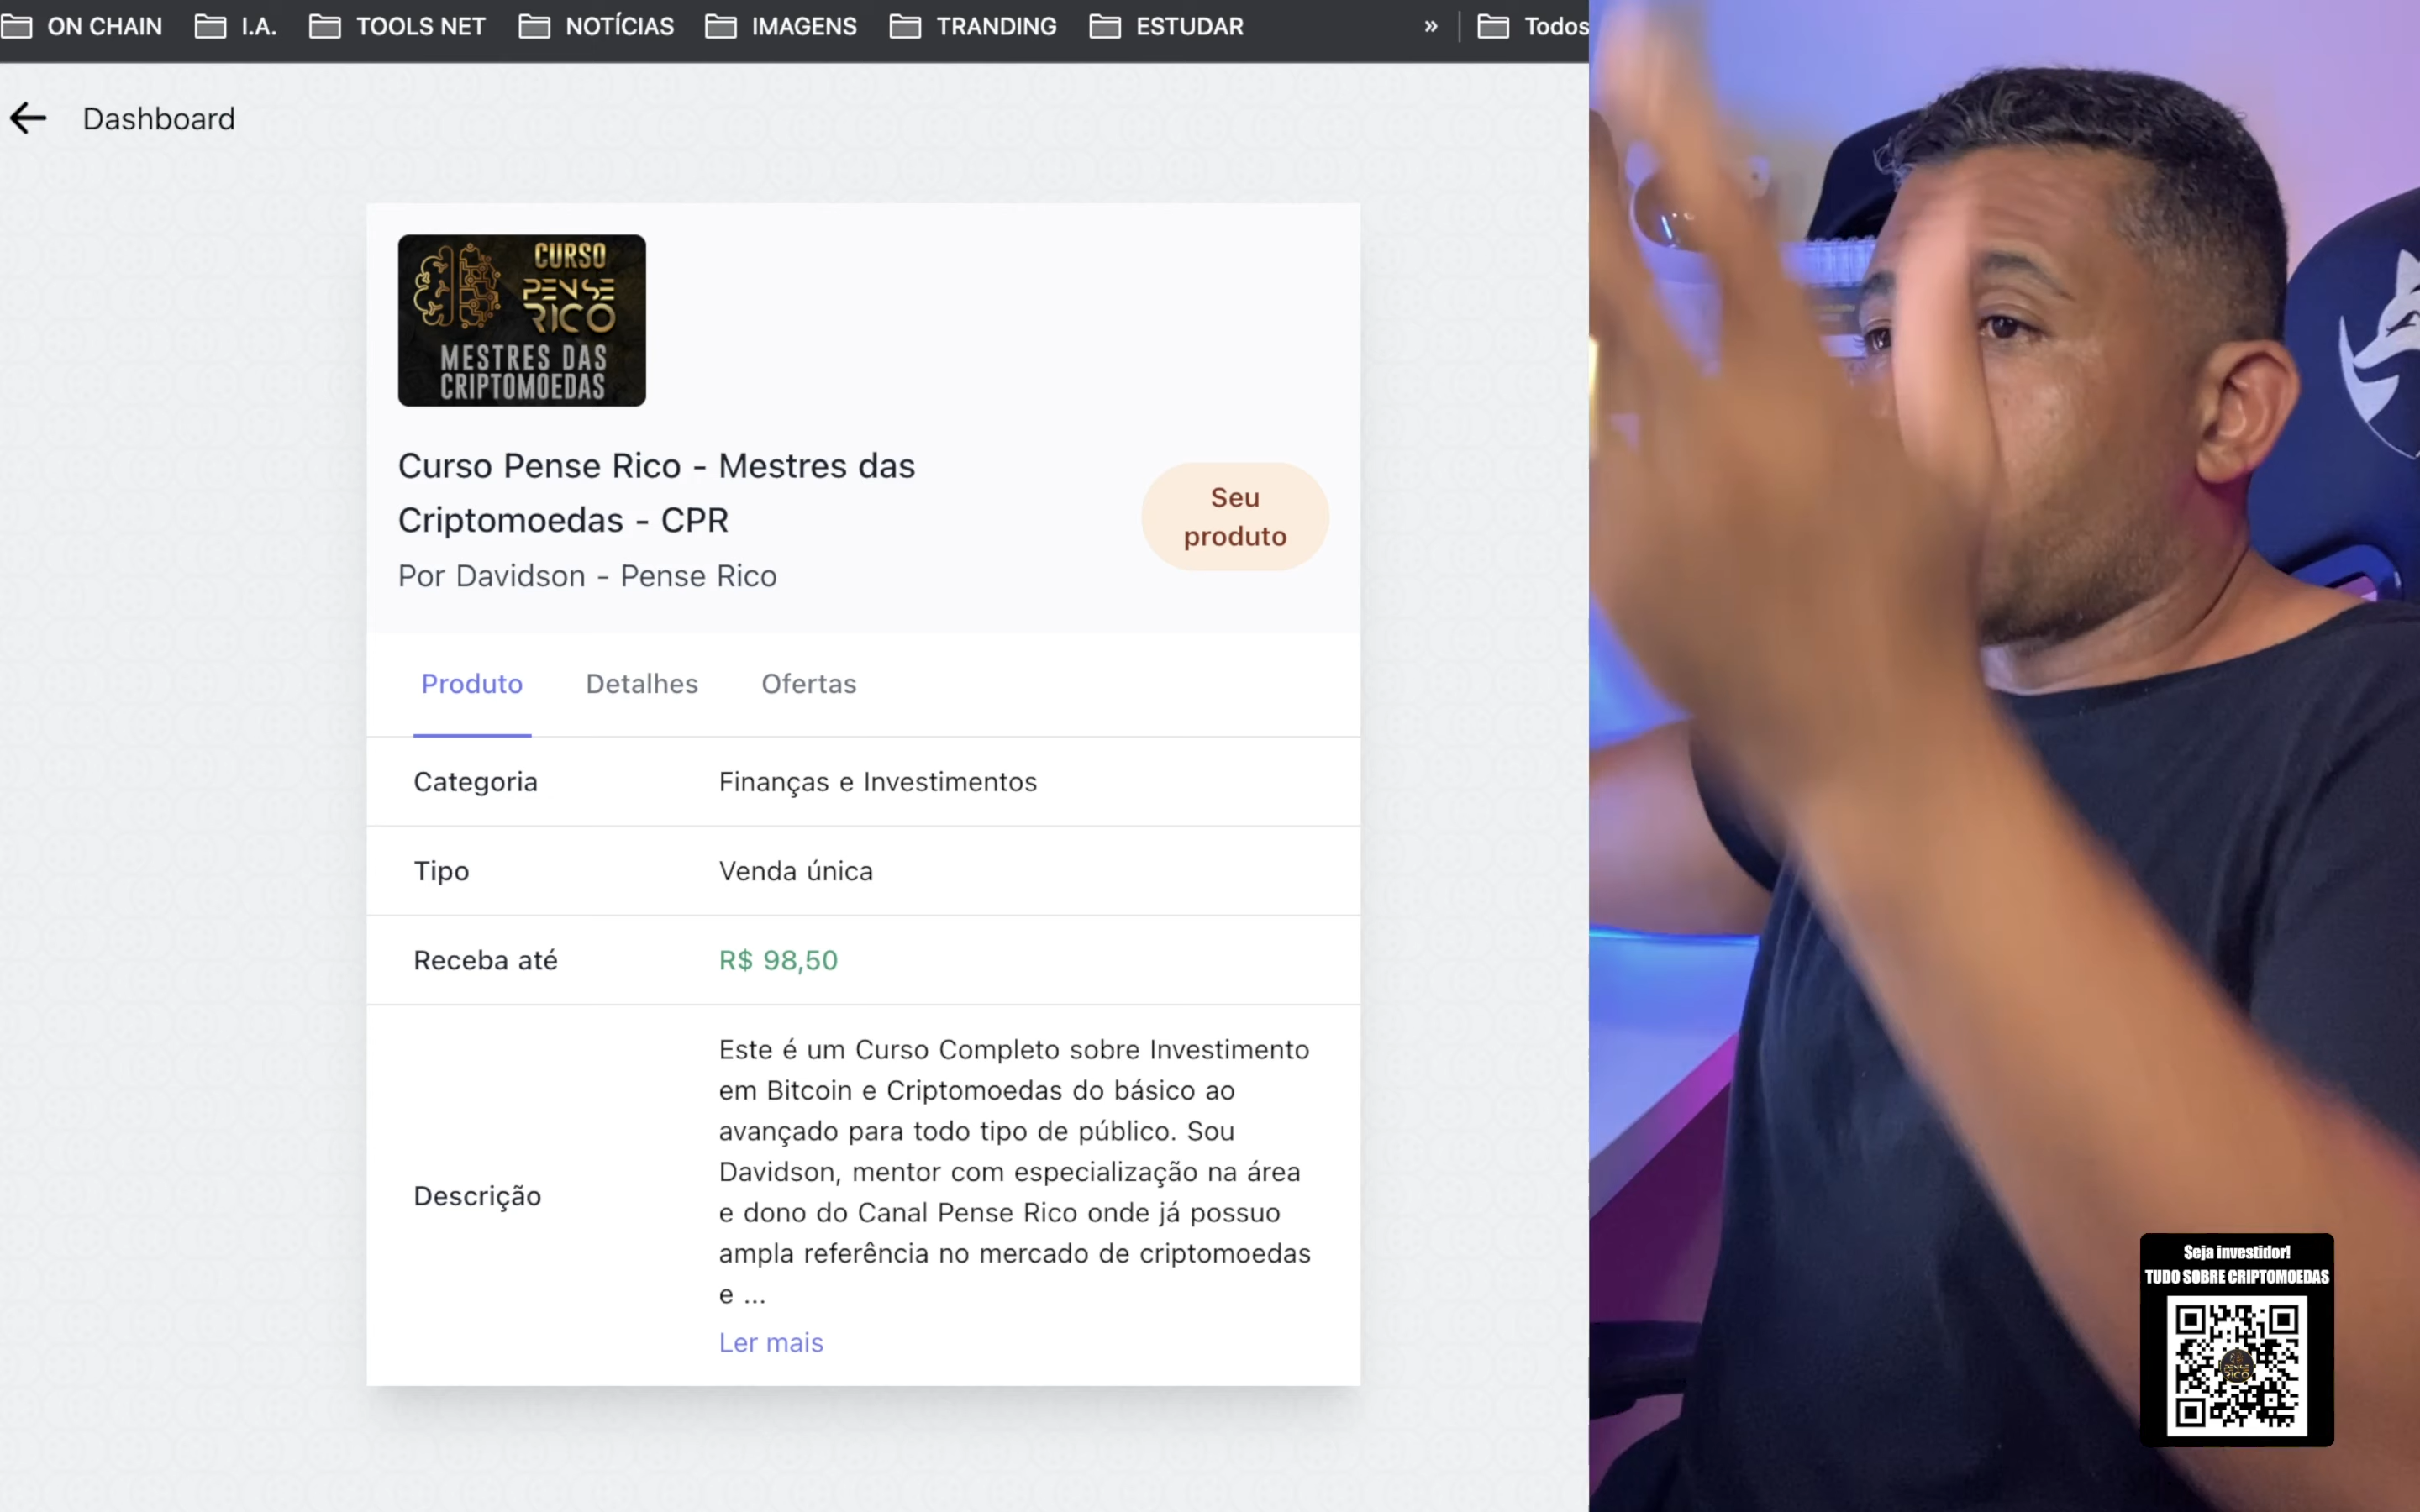 ON CHAIN I.A. TOOLS NET NOTÍCIAS IMAGENS TRANDING ESTUDAR » Todos
Dashboard
CURSO
PENSE
RICO
MESTRES DAS
CRIPTOMOEDAS
Curso Pense Rico - Mestres das
Criptomoedas - CPR
Por Davidson - Pense Rico
Seu
produto
Produto Detalhes Ofertas
Categoria Finanças e Investimentos
Tipo Venda única
Receba até R$ 98,50
Descrição
Este é um Curso Completo sobre Investimento
em Bitcoin e Criptomoedas do básico ao
avançado para todo tipo de público. Sou
Davidson, mentor com especialização na área
e dono do Canal Pense Rico onde já possuo
ampla referência no mercado de criptomoedas
e ...
Ler mais
Seja investidor!
TUDO SOBRE CRIPTOMOEDAS
PENSE
RICO